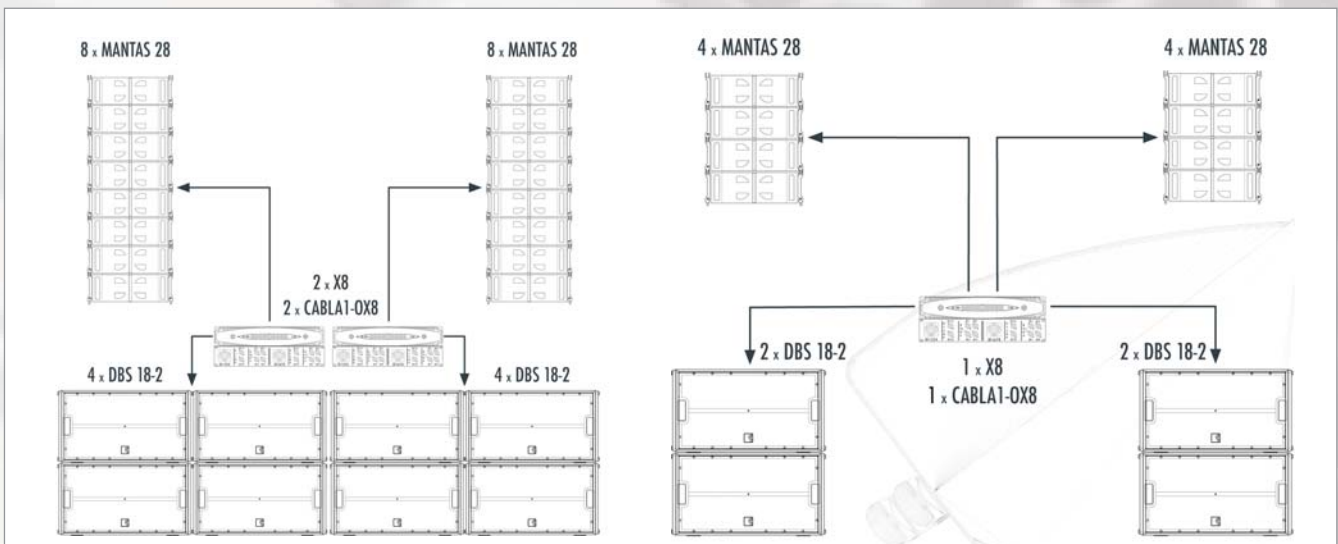 8 x MANTAS 28
8 x MANTAS 28
2 x X8
2 x CABLA1-OX8
4 x DBS 18-2
4 x DBS 18-2
4 x MANTAS 28
4 x MANTAS 28
2 x DBS 18-2
2 x DBS 18-2
1 x X8
1 x CABLA1-OX8